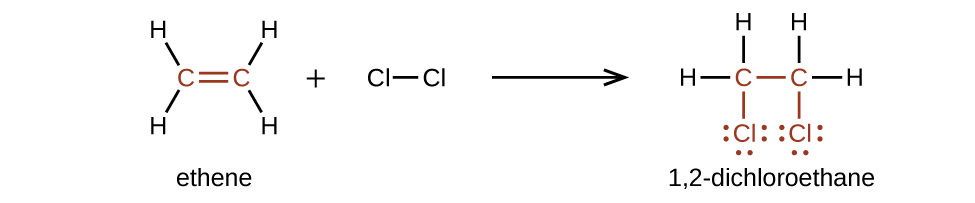 H H H H
C=C + Cl—Cl → H—C—C—H
H H :Cl: :Cl:
ethene 1,2-dichloroethane